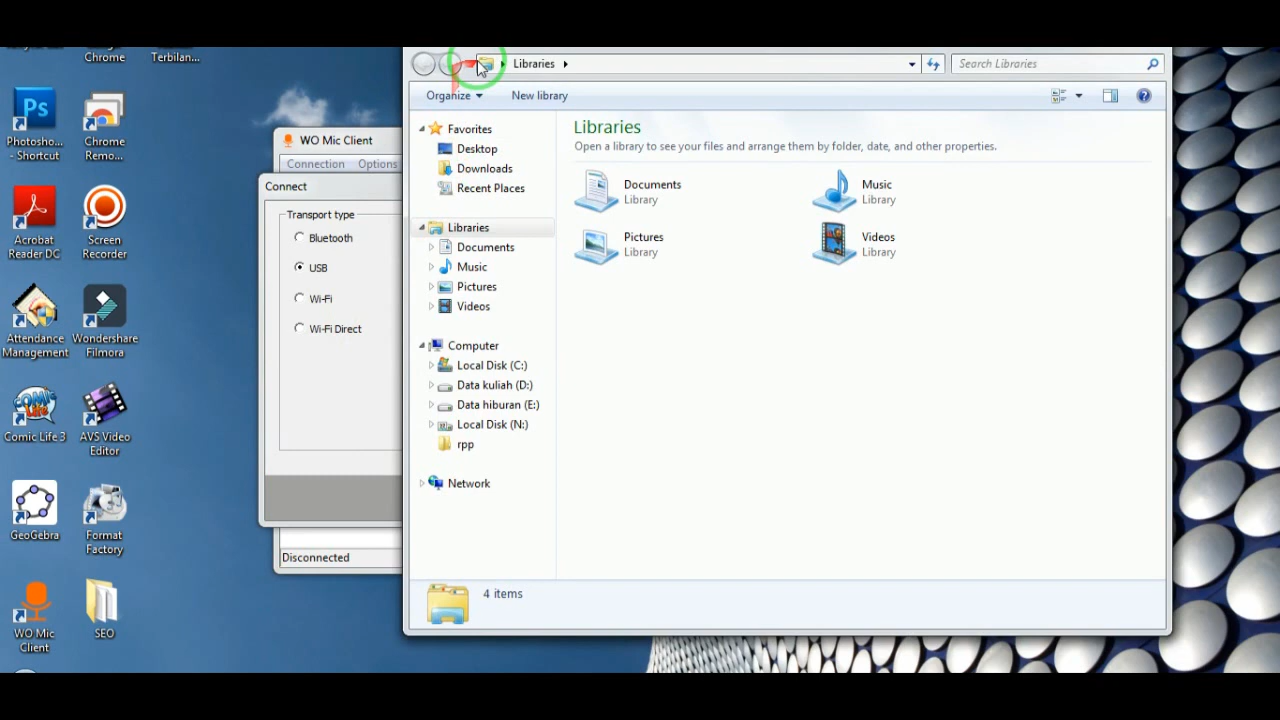 Chrome
Terbilan...
Photosho...
- Shortcut
Chrome
Remo...
Acrobat
Reader DC
Screen
Recorder
Attendance
Management
Wondershare
Filmora
Comic Life 3
AVS Video
Editor
GeoGebra
Format
Factory
WO Mic
Client
SEO
WO Mic Client
Connection
Options
Connect
Transport type
Bluetooth
USB
Wi-Fi
Wi-Fi Direct
Disconnected
Libraries
Search Libraries
Organize
New library
Favorites
Desktop
Downloads
Recent Places
Libraries
Documents
Music
Pictures
Videos
Computer
Local Disk (C:)
Data kuliah (D:)
Data hiburan (E:)
Local Disk (N:)
rpp
Network
Libraries
Open a library to see your files and arrange them by folder, date, and other properties.
Documents
Library
Music
Library
Pictures
Library
Videos
Library
4 items